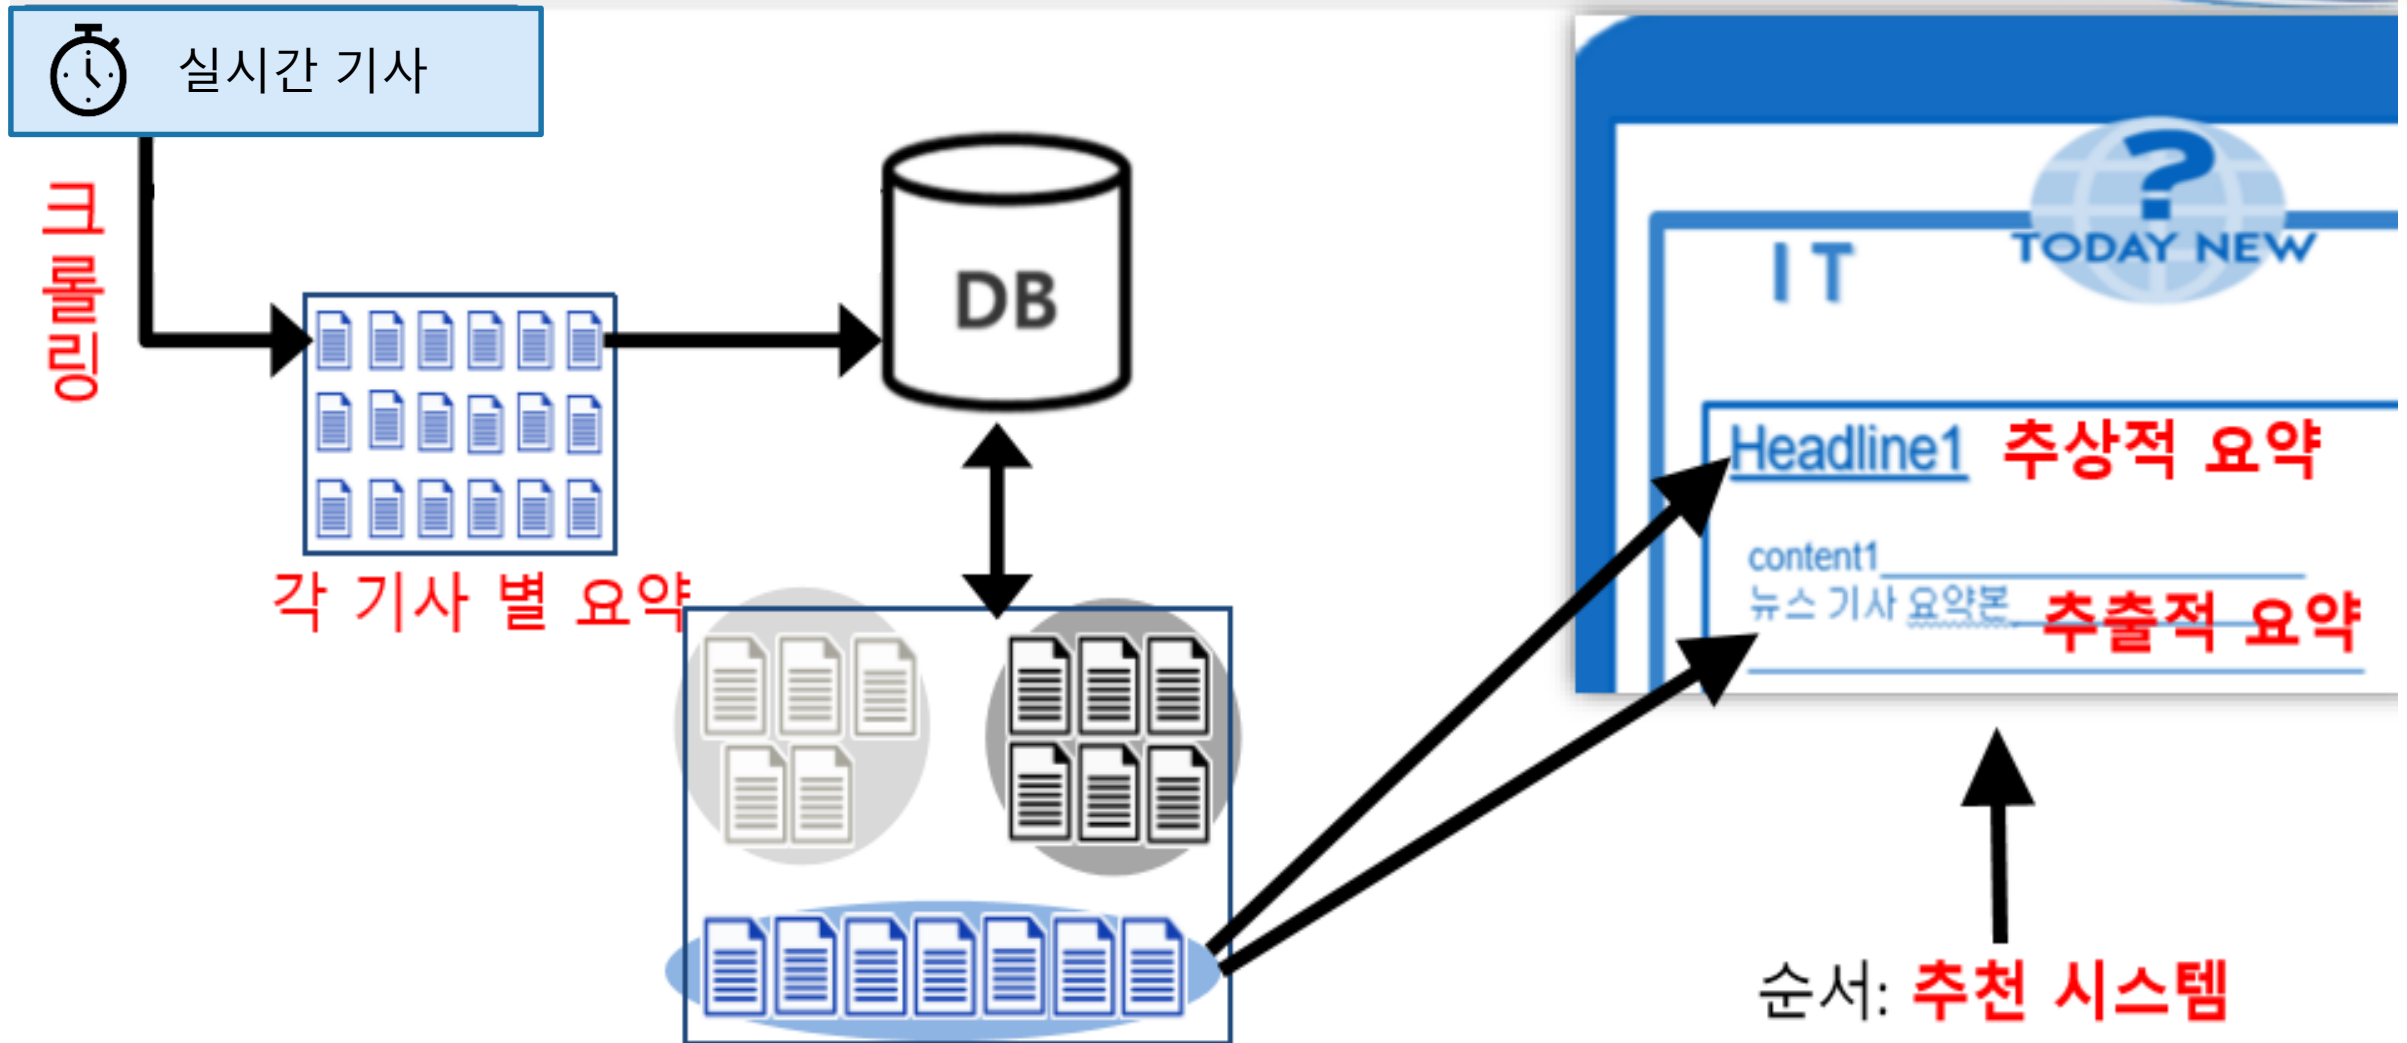 실시간 기사
크롤링
DB
각 기사 별 요약
TODAY NEW
IT
Headline1 추상적 요약
content1
뉴스 기사 요약본 추출적 요약
순서: 추천 시스템